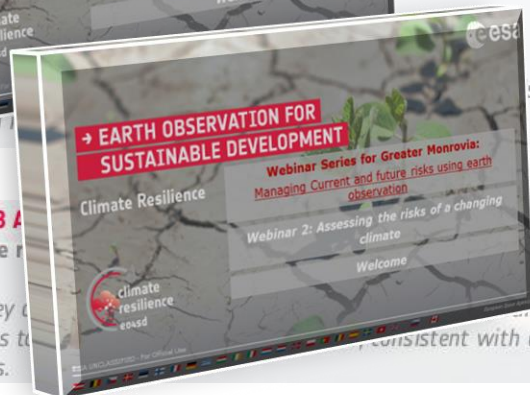 esa
→ EARTH OBSERVATION FOR
SUSTAINABLE DEVELOPMENT
Climate Resilience
Webinar Series for Greater Monrovia:
Managing Current and future risks using earth
observation
Webinar 2: Assessing the risks of a changing
climate
Welcome
climate
resilience
eo4sd
consistent with